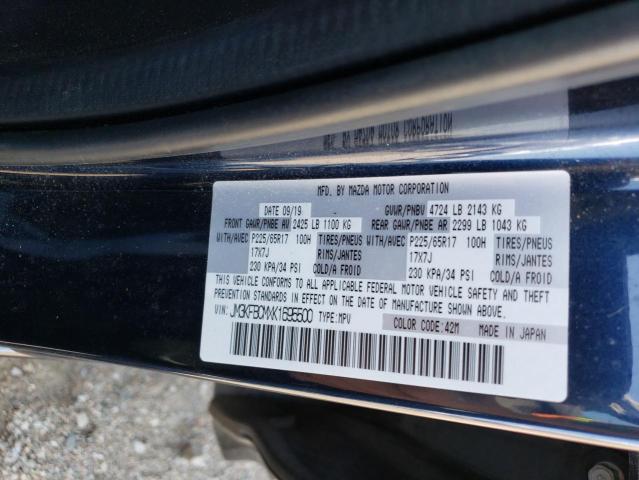 MFD. BY MAZDA MOTOR CORPORATION
DATE 09/19 GVWR/PNBV 4724 LB 2143 KG
FRONT GAWR/PNBE AV 2425 LB 1100 KG REAR GAWR/PNBE AR 2299 LB 1043 KG
WITH/AVEC P225/65R17 100H TIRES/PNEUS WITH/AVEC P225/65R17 100H TIRES/PNEUS
17X7J RIMS/JANTES 17X7J RIMS/JANTES
230 KPA/34 PSI COLD/A FROID 230 KPA/34 PSI COLD/A FROID
THIS VEHICLE CONFORMS TO ALL APPLICABLE FEDERAL MOTOR VEHICLE SAFETY AND THEFT
PREVENTION STANDARDS IN EFFECT ON THE DATE OF MANUFACTURE SHOWN ABOVE.
VIN: JM3KFBCMXK1695500 TYPE:MPV COLOR CODE:42M MADE IN JAPAN